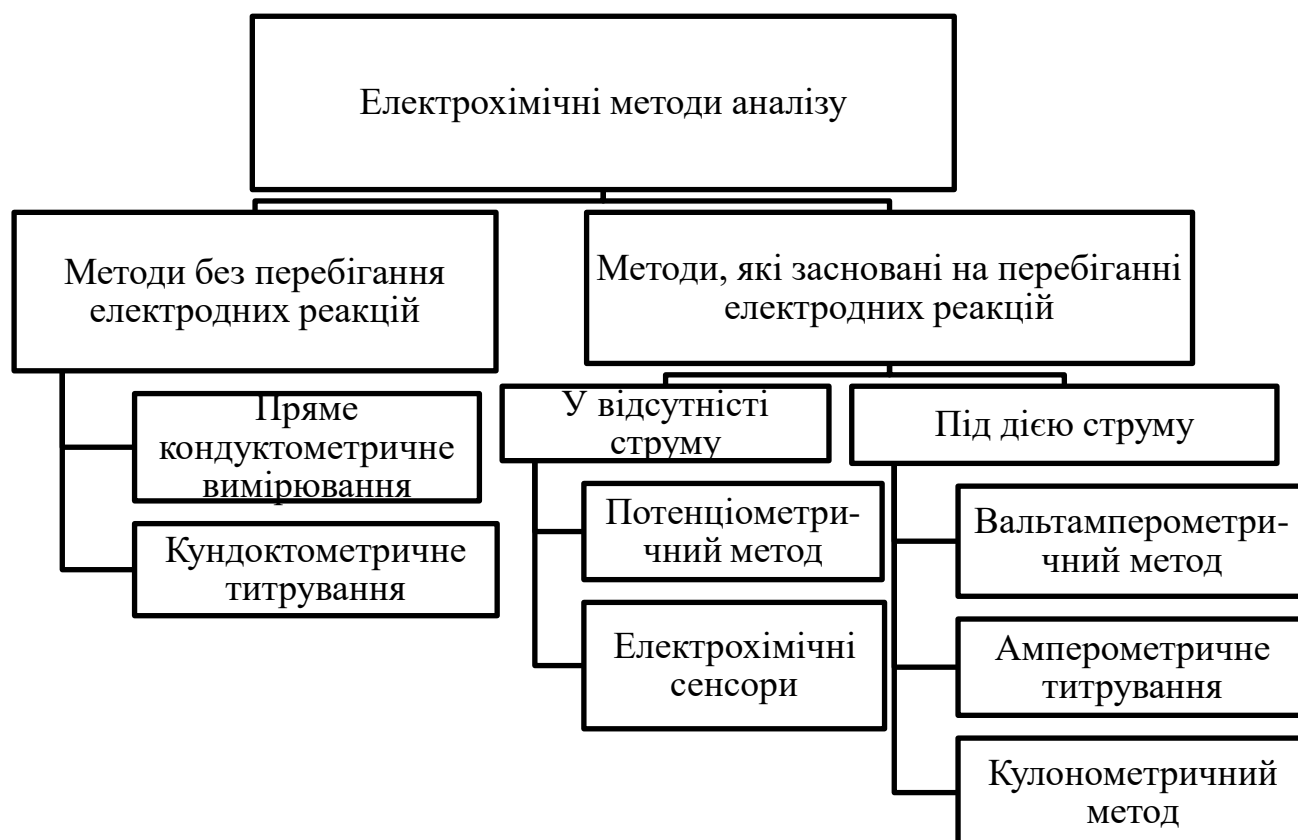 Електрохімічні методи аналізу
Методи без перебігання
електродних реакцій
Методи, які засновані на перебіганні
електродних реакцій
Пряме
кондуктометричне
вимірювання
Кундоктометричне
титрування
У відсутністі
струму
Під дією струму
Потенціометри-
чний метод
Електрохімічні
сенсори
Вальтамперометри-
чний метод
Амперометричне
титрування
Кулонометричний
метод